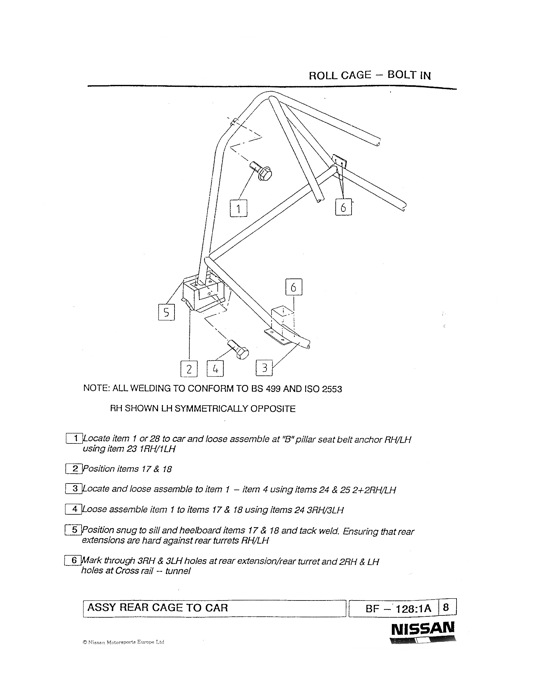 ROLL CAGE – BOLT IN
1
6
6
5
2
4
3
NOTE: ALL WELDING TO CONFORM TO BS 499 AND ISO 2553
RH SHOWN LH SYMMETRICALLY OPPOSITE
1 Locate item 1 or 28 to car and loose assemble at "B" pillar seat belt anchor RH/LH
using item 23 1RH/1LH
2 Position items 17 & 18
3 Locate and loose assemble to item 1 – item 4 using items 24 & 25 2+2RH/LH
4 Loose assemble item 1 to items 17 & 18 using items 24 3RH/3LH
5 Position snug to sill and heelboard items 17 & 18 and tack weld. Ensuring that rear
extensions are hard against rear turrets RH/LH
6 Mark through 3RH & 3LH holes at rear extension/rear turret and 2RH & LH
holes at Cross rail -- tunnel
ASSY REAR CAGE TO CAR
BF – 128:1A 8
NISSAN
© Nissan Motorsports Europe Ltd